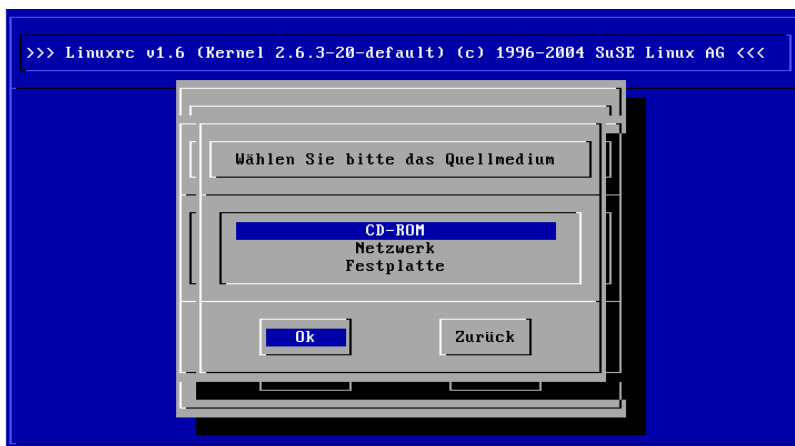 >>> Linuxrc v1.6 (Kernel 2.6.3-20-default) (c) 1996-2004 SuSE Linux AG <<<
Wählen Sie bitte das Quellmedium
CD-ROM
Netzwerk
Festplatte
Ok Zurück